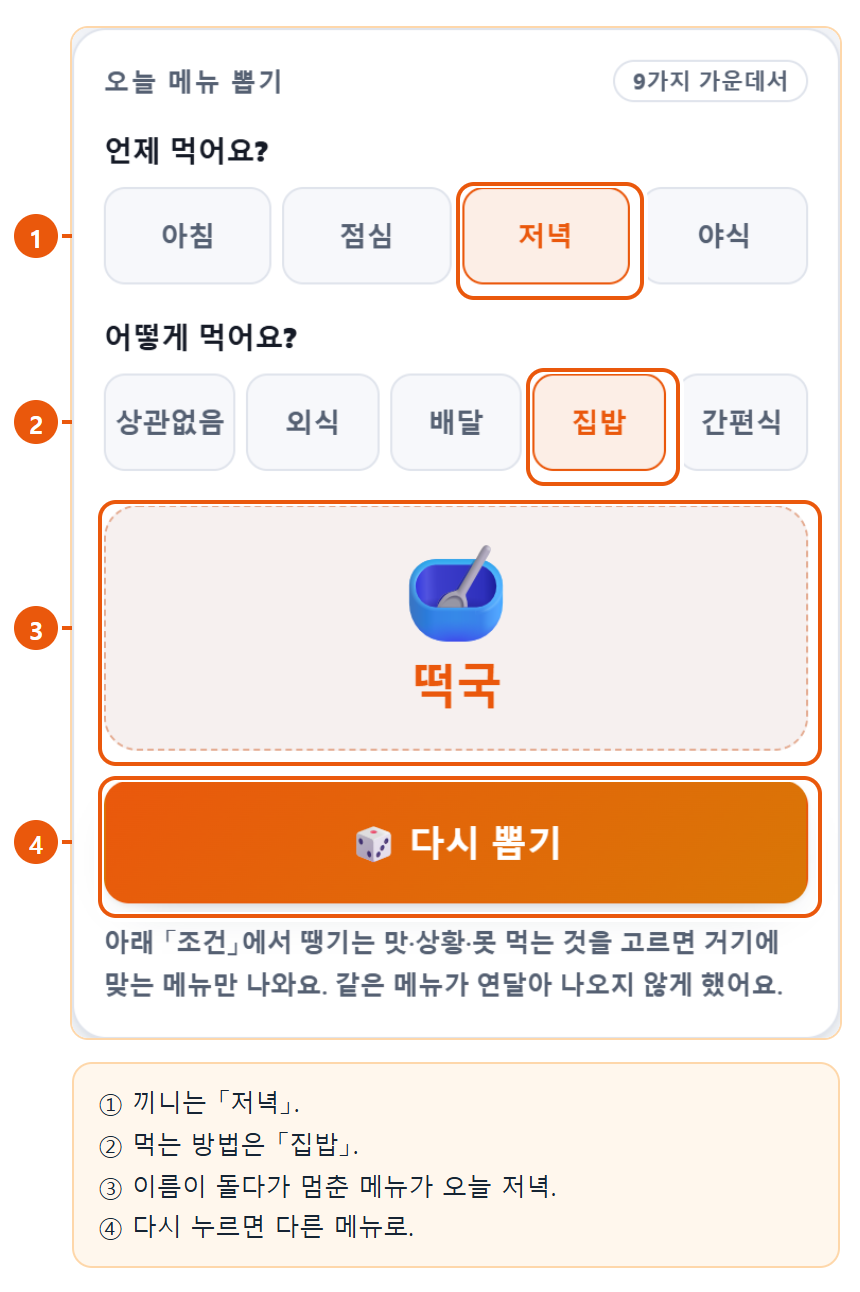 오늘 메뉴 뽑기
9가지 가운데서
언제 먹어요?
1
아침
점심
저녁
야식
어떻게 먹어요?
2
상관없음
외식
배달
집밥
간편식
3
떡국
4
다시 뽑기
아래 「조건」에서 땡기는 맛·상황·못 먹는 것을 고르면 거기에
맞는 메뉴만 나와요. 같은 메뉴가 연달아 나오지 않게 했어요.
① 끼니는 「저녁」.
② 먹는 방법은 「집밥」.
③ 이름이 돌다가 멈춘 메뉴가 오늘 저녁.
④ 다시 누르면 다른 메뉴로.